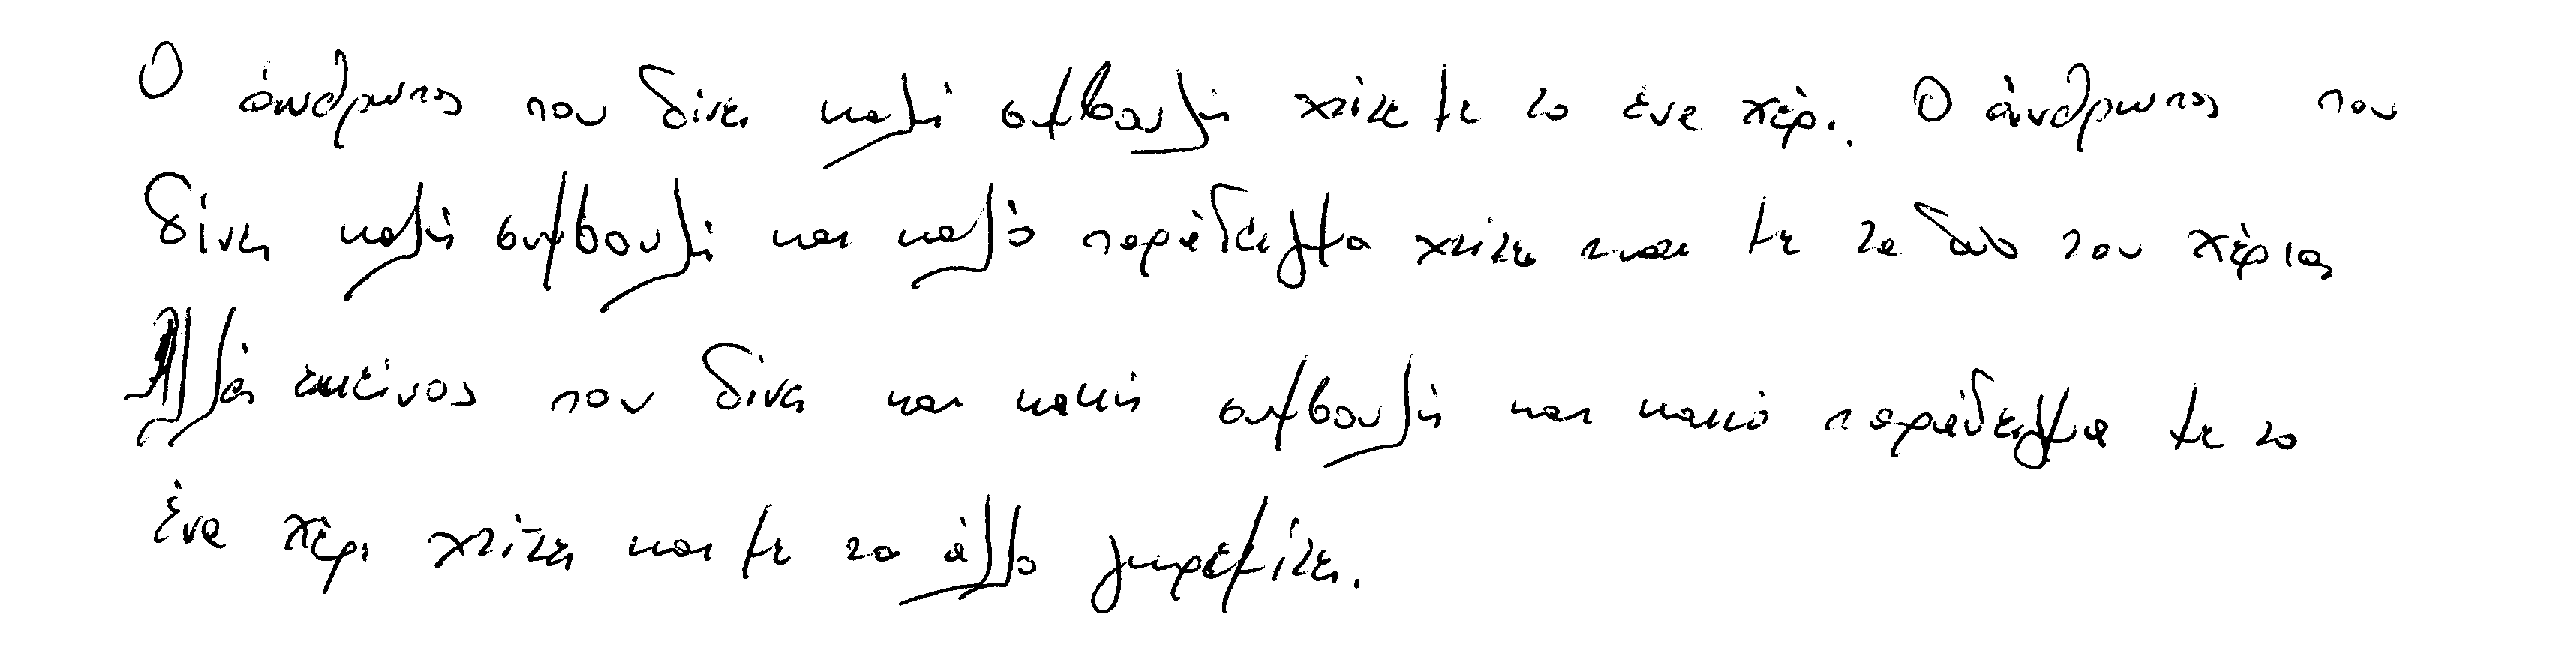 Ο άνθρωπος που δίνει καλή συμβουλή χτίζει με το ένα χέρι. Ο άνθρωπος που
δίνει καλή συμβουλή και καλό παράδειγμα χτίζει και με τα δυο του χέρια
Αλλά εκείνος που δίνει και κακή συμβουλή και κακό παράδειγμα με το
ένα χέρι χτίζει και με το άλλο γκρεμίζει.